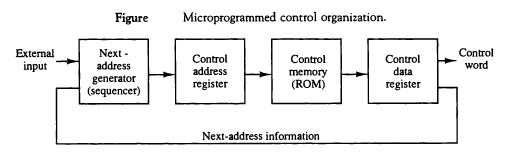 Figure Microprogrammed control organization.
External
input
Next -
address
generator
(sequencer)
Control
address
register
Control
memory
(ROM)
Control
data
register
Control
word
Next-address information